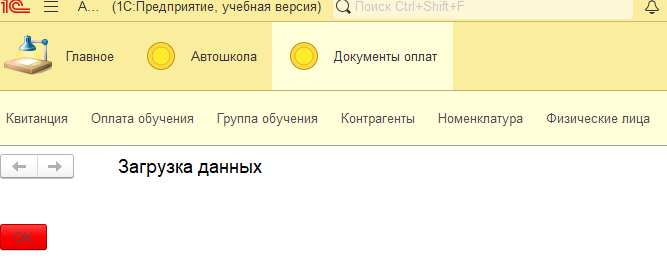 1С А... (1С:Предприятие, учебная версия) Поиск Ctrl+Shift+F
Главное Автошкола Документы оплат
Квитанция Оплата обучения Группа обучения Контрагенты Номенклатура Физические лица
Загрузка данных